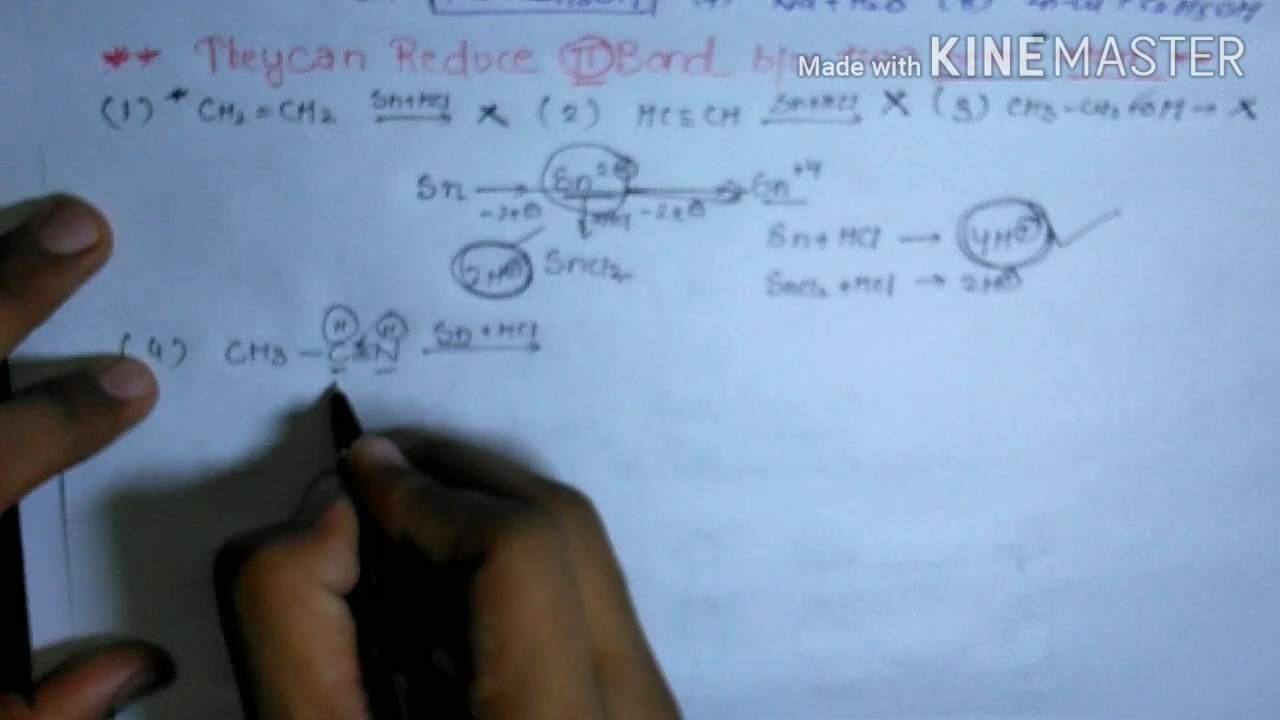 ** They can Reduce π Bond by
Made with KINEMASTER
(1) * CH2 = CH2 Sn+HCl × (2) HC≡CH Sn+HCl × (3) CH3-CH2-OH → ×
Sn → Sn2⊕ → Sn+4
-2e⊖ -2e⊖
2H⊕ SnCl2
Sn + HCl → 4H⊕ ✓
SnCl2 + HCl → 2H⊕
H H
(4) CH3 - C≡N Sn + HCl